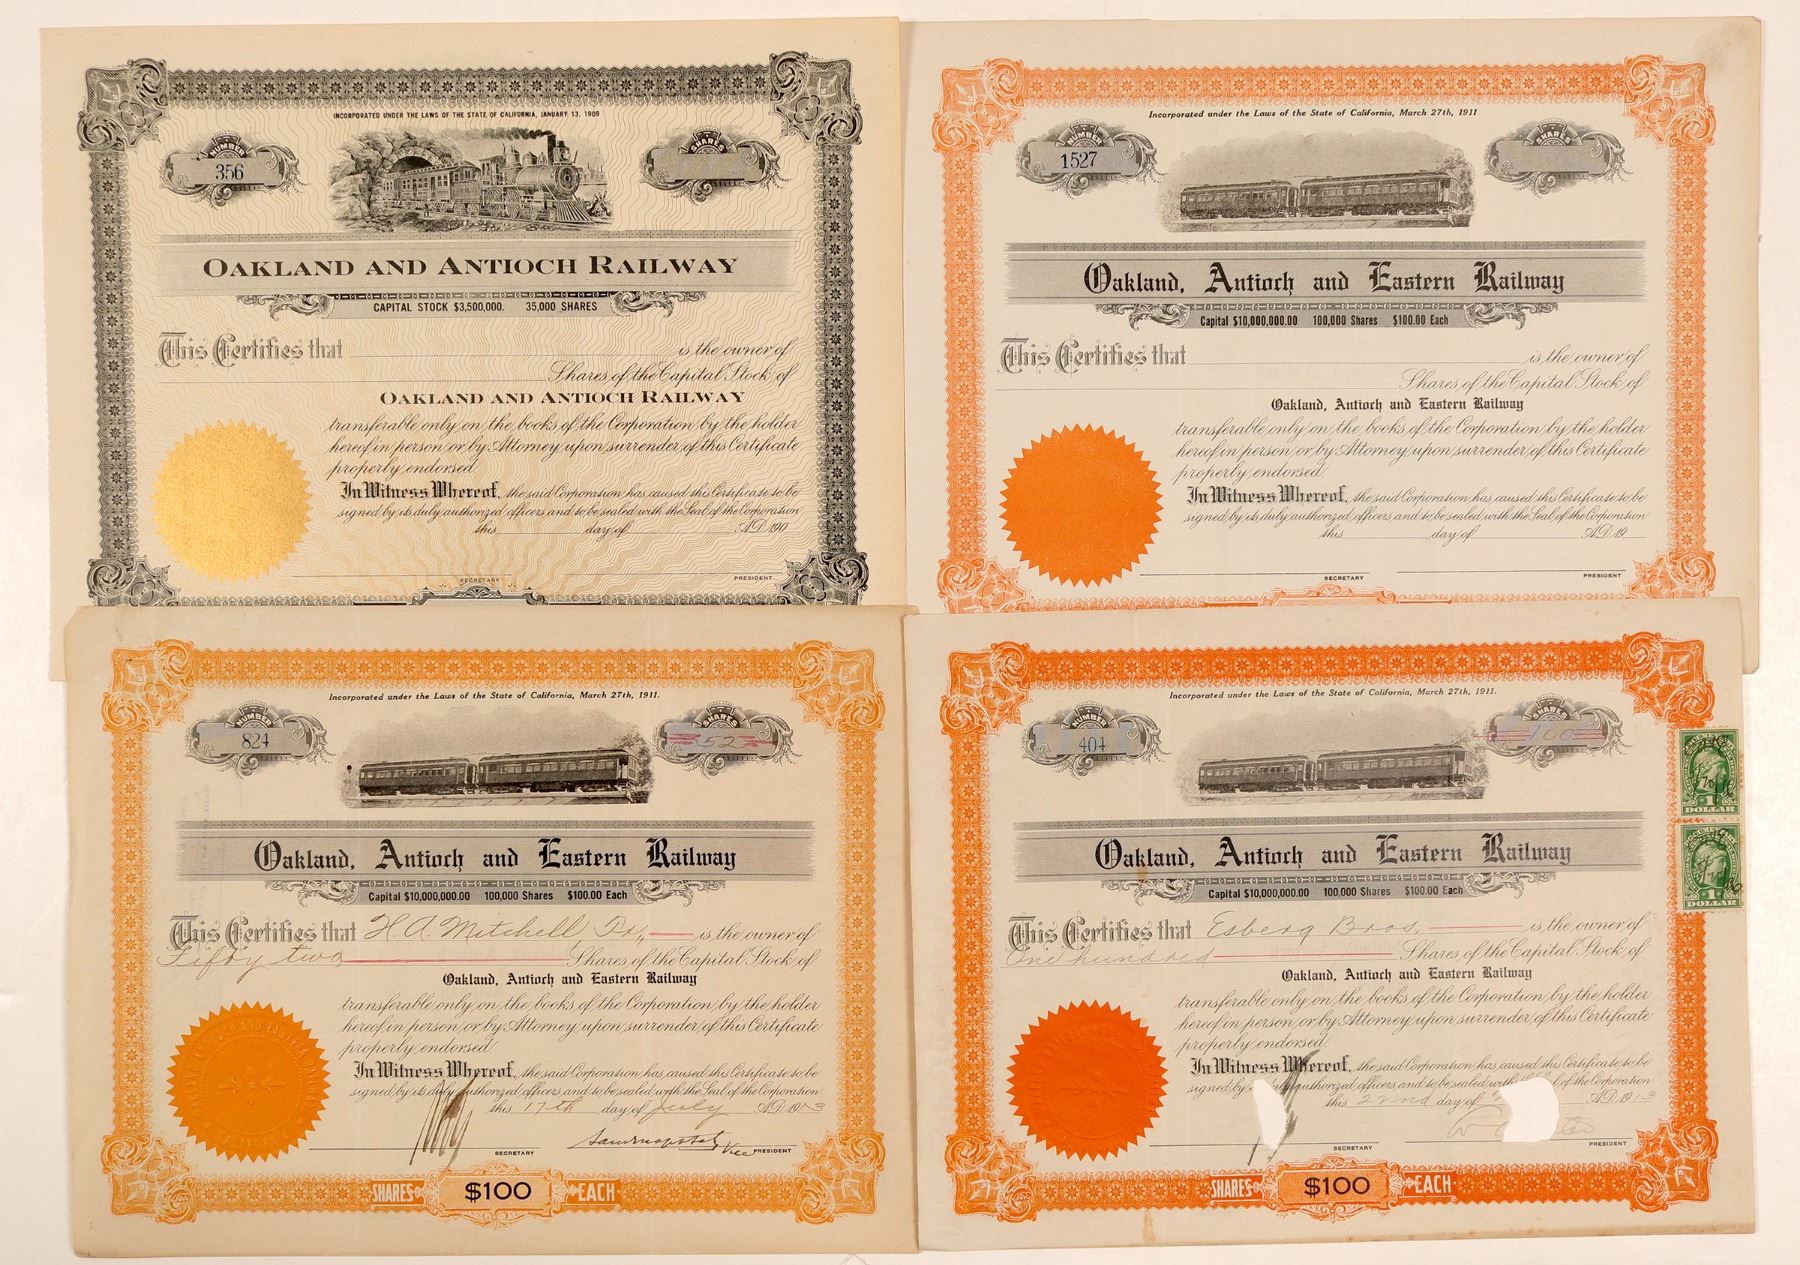 INCORPORATED UNDER THE LAWS OF THE STATE OF CALIFORNIA, JANUARY 13, 1909
NUMBER
356
SHARES
OAKLAND AND ANTIOCH RAILWAY
CAPITAL STOCK $3,500,000. 35,000 SHARES
This Certifies that is the owner of
Shares of the Capital Stock of
OAKLAND AND ANTIOCH RAILWAY
transferable only on the books of the Corporation by the holder
hereof in person or by Attorney upon surrender of this Certificate
properly endorsed.
In Witness Whereof, the said Corporation has caused this Certificate to be
signed by its duly authorized officers and to be sealed with the Seal of the Corporation
this day of A.D. 190
SECRETARY
PRESIDENT
Incorporated under the Laws of the State of California, March 27th, 1911
NUMBER
1527
SHARES
Oakland, Antioch and Eastern Railway
Capital $10,000,000.00 100,000 Shares $100.00 Each
This Certifies that is the owner of
Shares of the Capital Stock of
Oakland, Antioch and Eastern Railway
transferable only on the books of the Corporation by the holder
hereof in person or by Attorney upon surrender of this Certificate
properly endorsed.
In Witness Whereof, the said Corporation has caused this Certificate to be
signed by its duly authorized officers and to be sealed with the Seal of the Corporation
this day of A.D. 19
SECRETARY
PRESIDENT
Incorporated under the Laws of the State of California, March 27th, 1911.
NUMBER
824
SHARES
52
Oakland, Antioch and Eastern Railway
Capital $10,000,000.00 100,000 Shares $100.00 Each
This Certifies that H. A. Mitchell, Tr., is the owner of
Fifty two Shares of the Capital Stock of
Oakland, Antioch and Eastern Railway
transferable only on the books of the Corporation by the holder
hereof in person or by Attorney upon surrender of this Certificate
properly endorsed.
In Witness Whereof, the said Corporation has caused this Certificate to be
signed by its duly authorized officers and to be sealed with the Seal of the Corporation
this 17th day of July A.D. 1913
SECRETARY
Vice PRESIDENT
SHARES $100 EACH
Incorporated under the Laws of the State of California, March 27th, 1911.
NUMBER
404
SHARES
100
Oakland, Antioch and Eastern Railway
Capital $10,000,000.00 100,000 Shares $100.00 Each
This Certifies that Esberg Bros. is the owner of
One hundred Shares of the Capital Stock of
Oakland, Antioch and Eastern Railway
transferable only on the books of the Corporation by the holder
hereof in person or by Attorney upon surrender of this Certificate
properly endorsed.
In Witness Whereof, the said Corporation has caused this Certificate to be
signed by duly authorized officers and to be sealed with the Seal of the Corporation
this 22nd day of A.D. 1913
SECRETARY
PRESIDENT
SHARES $100 EACH
1
DOLLAR
1
DOLLAR